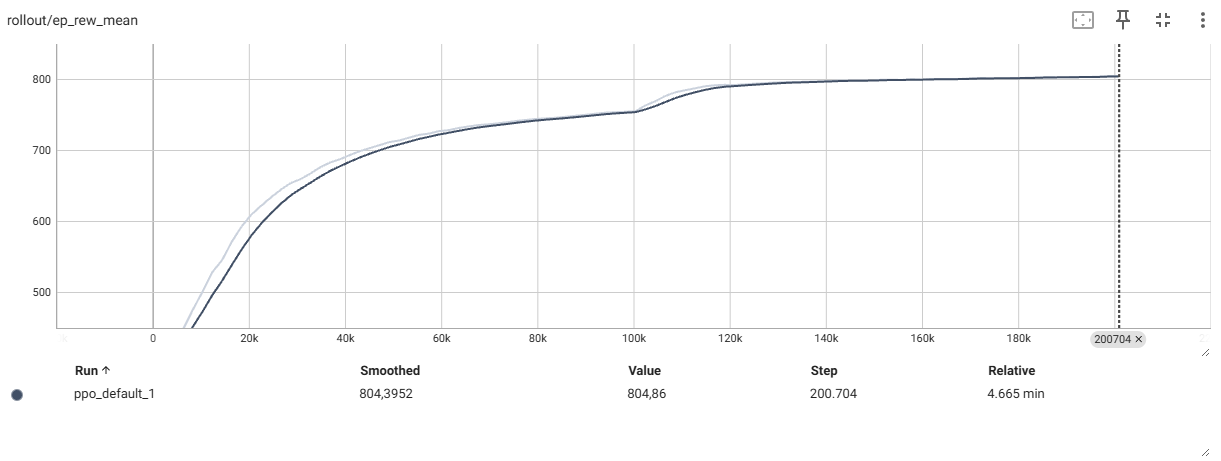 rollout/ep_rew_mean
800
700
600
500
0 20k 40k 60k 80k 100k 120k 140k 160k 180k 200704 ×
Run ↑ Smoothed Value Step Relative
ppo_default_1 804,3952 804,86 200.704 4.665 min